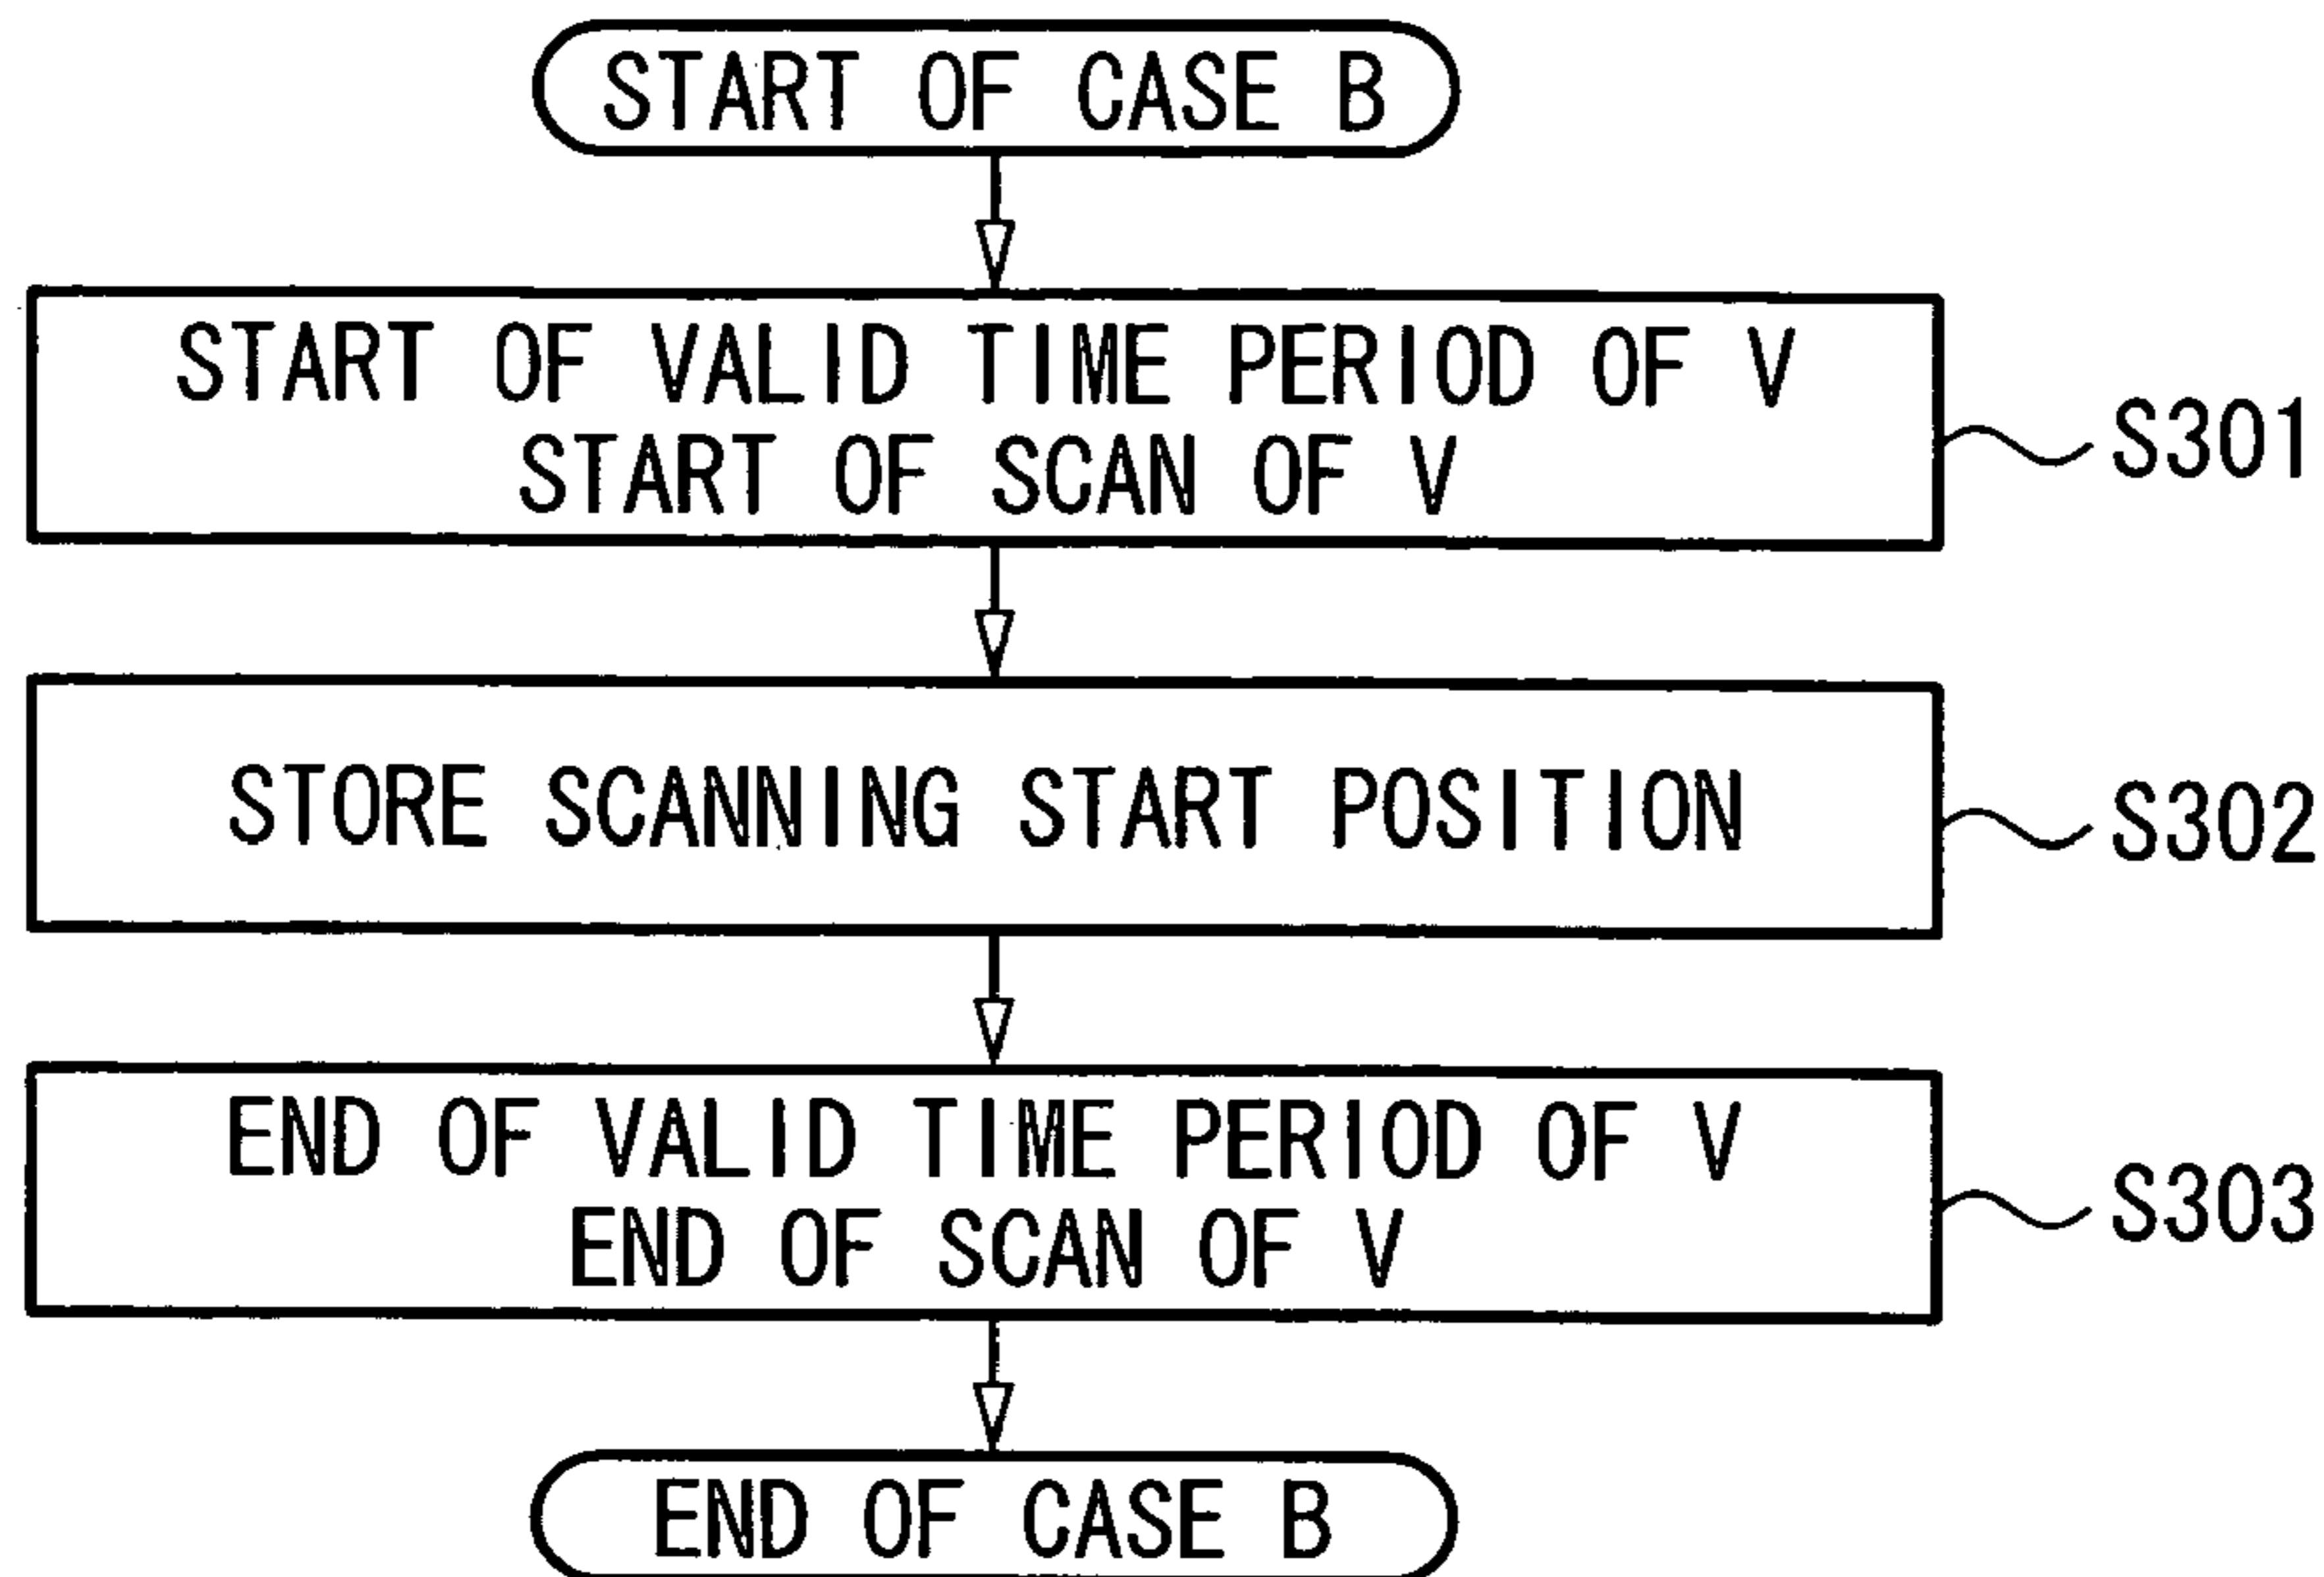 START OF CASE B
START OF VALID TIME PERIOD OF V
START OF SCAN OF V
S301
STORE SCANNING START POSITION
S302
END OF VALID TIME PERIOD OF V
END OF SCAN OF V
S303
END OF CASE B